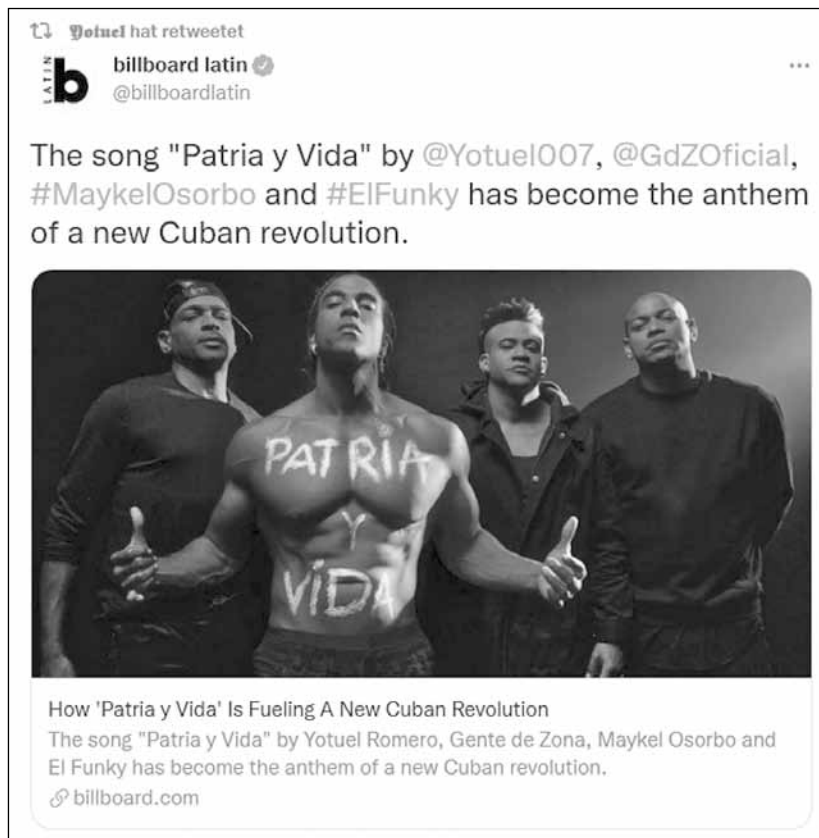 Yotuel hat retweetet
LATIN b
billboard latin
@billboardlatin
The song "Patria y Vida" by @Yotuel007, @GdZOficial,
#MaykelOsorbo and #ElFunky has become the anthem
of a new Cuban revolution.
PATRiA
Y
ViDA
How 'Patria y Vida' Is Fueling A New Cuban Revolution
The song "Patria y Vida" by Yotuel Romero, Gente de Zona, Maykel Osorbo and
El Funky has become the anthem of a new Cuban revolution.
billboard.com